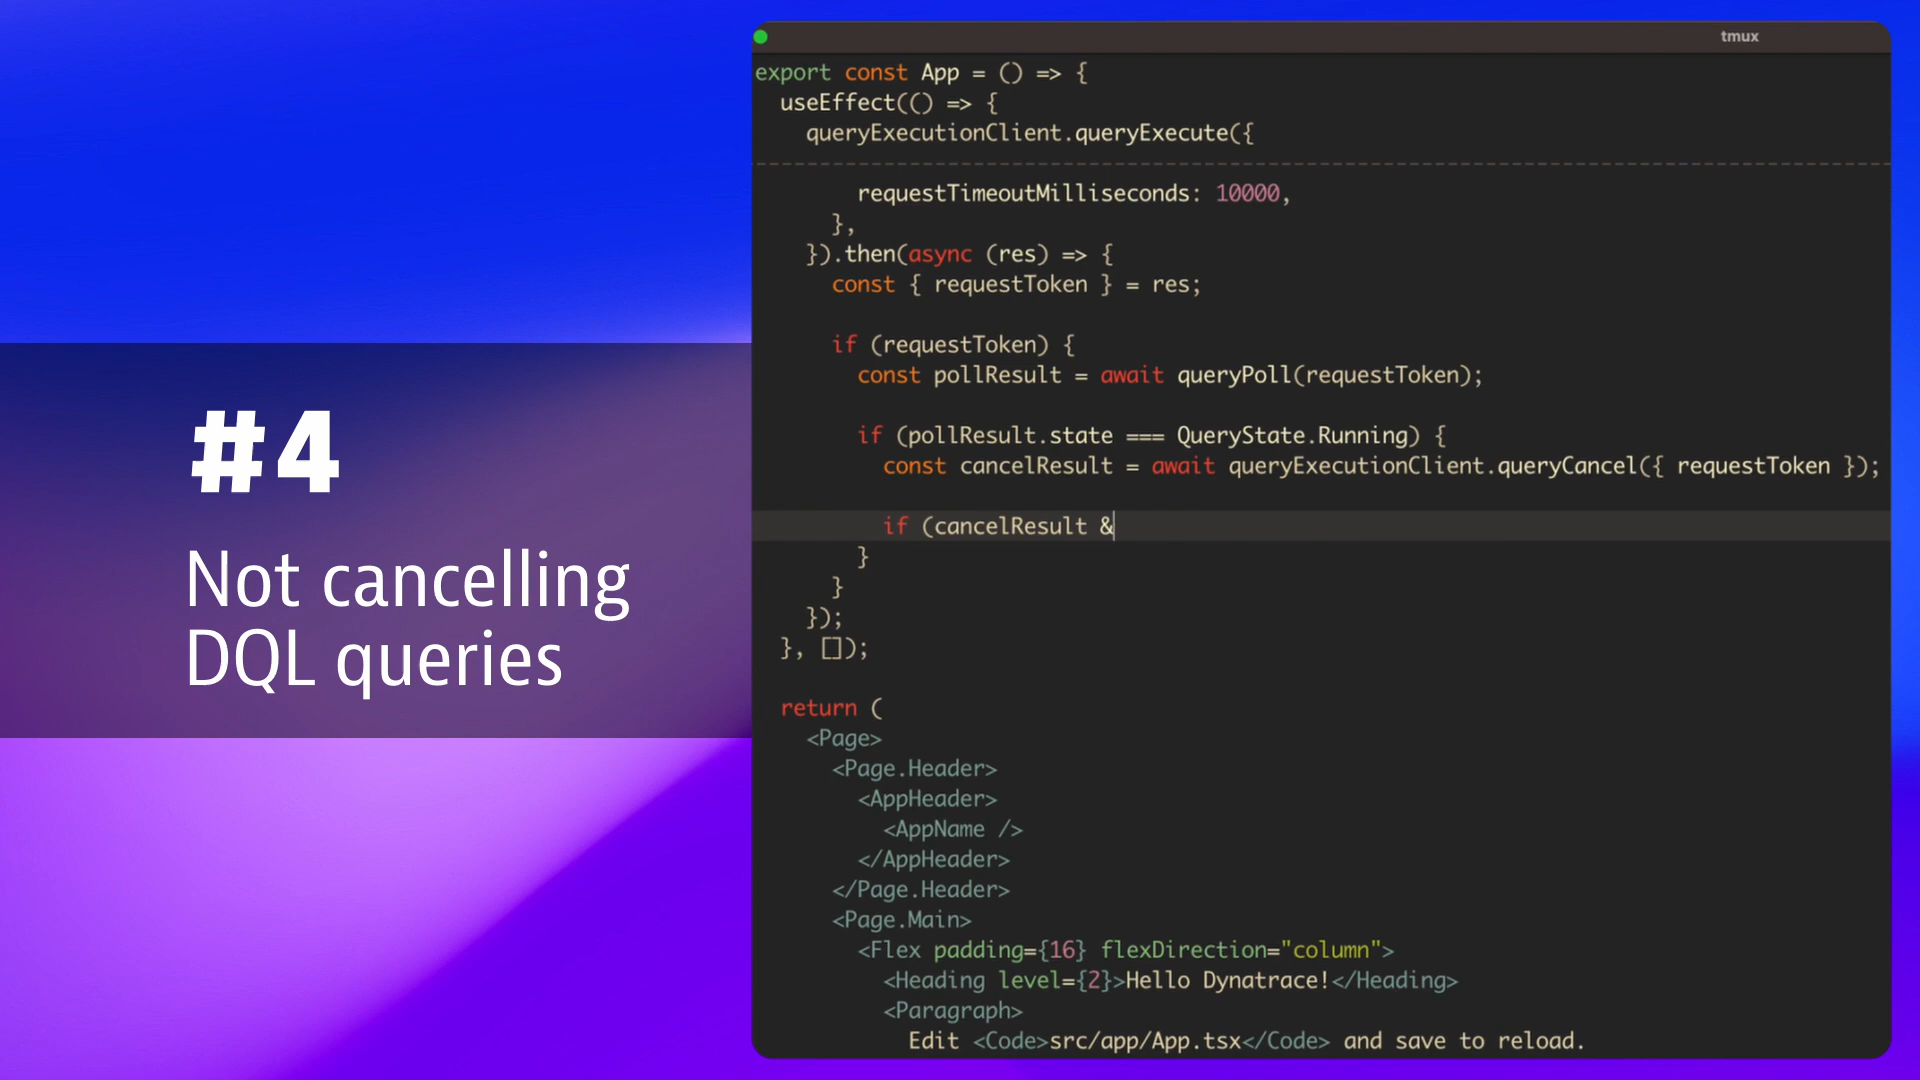 #4
Not cancelling
DQL queries
tmux
export const App = () => {
  useEffect(() => {
    queryExecutionClient.queryExecute({
        requestTimeoutMilliseconds: 10000,
      },
    }).then(async (res) => {
      const { requestToken } = res;
      if (requestToken) {
        const pollResult = await queryPoll(requestToken);
        if (pollResult.state === QueryState.Running) {
          const cancelResult = await queryExecutionClient.queryCancel({ requestToken });
          if (cancelResult &
        }
      }
    });
  }, []);
  return (
    <Page>
      <Page.Header>
        <AppHeader>
          <AppName />
        </AppHeader>
      </Page.Header>
      <Page.Main>
        <Flex padding={16} flexDirection="column">
          <Heading level={2}>Hello Dynatrace!</Heading>
          <Paragraph>
            Edit <Code>src/app/App.tsx</Code> and save to reload.